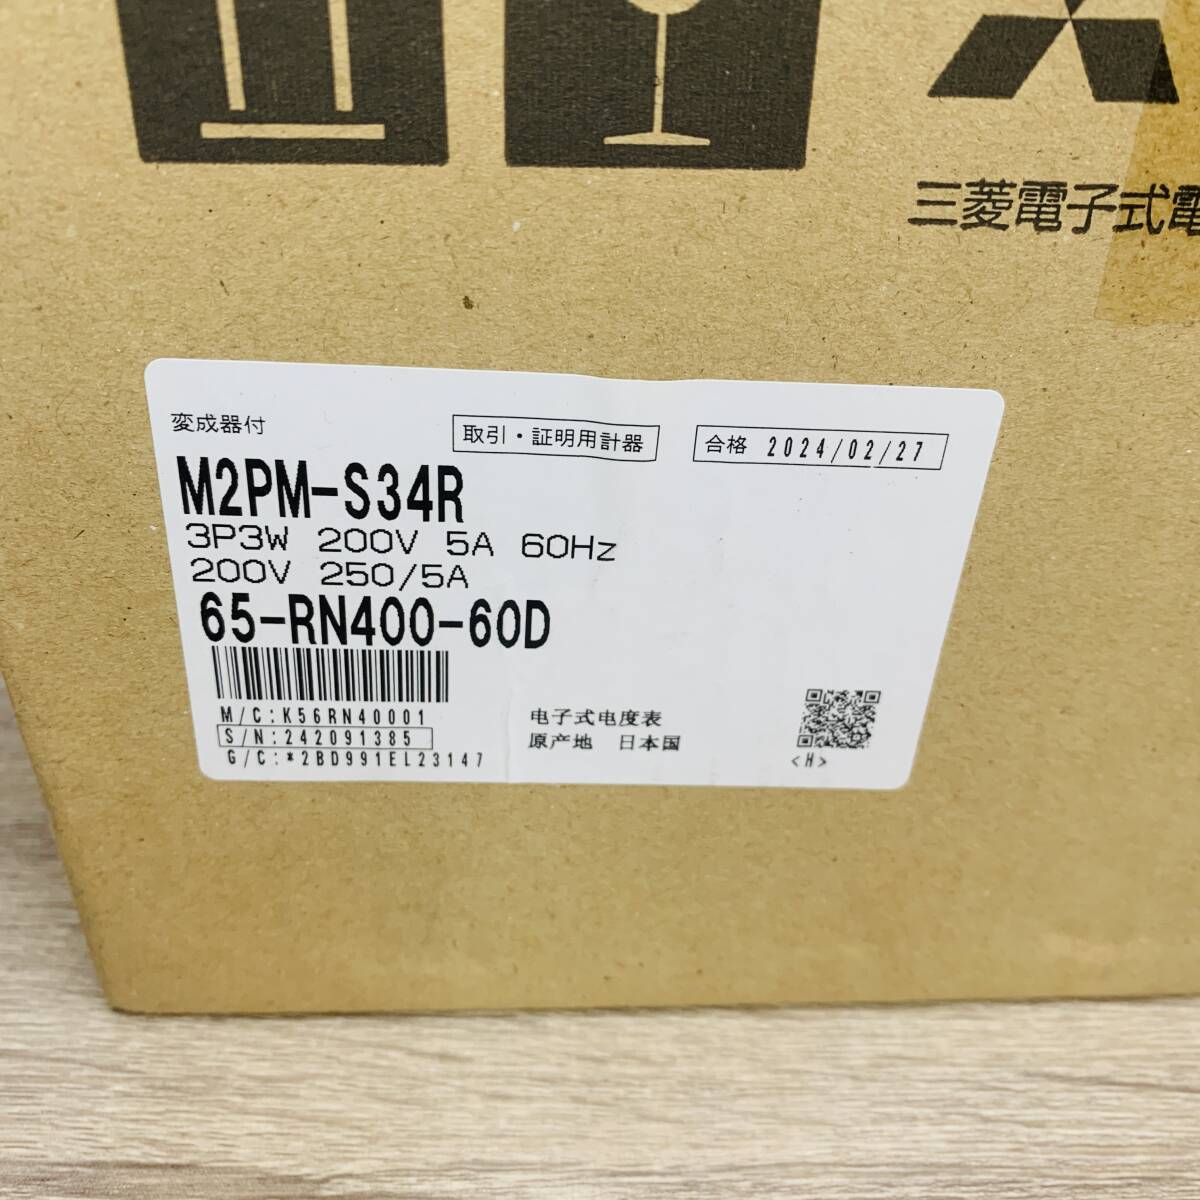 三菱電子式電
変成器付
取引・証明用計器
合格 2024/02/27
M2PM-S34R
3P3W 200V 5A 60Hz
200V 250/5A
65-RN400-60D
M/C:K56RN40001
S/N:242091385
G/C:*2BD991EL23147
电子式电度表
原产地 日本国
<H>